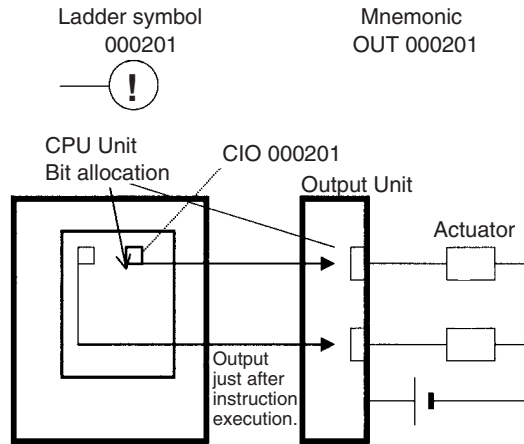 Ladder symbol
000201
Mnemonic
OUT 000201
!
CPU Unit
Bit allocation
CIO 000201
Output Unit
Actuator
Output
just after
instruction
execution.